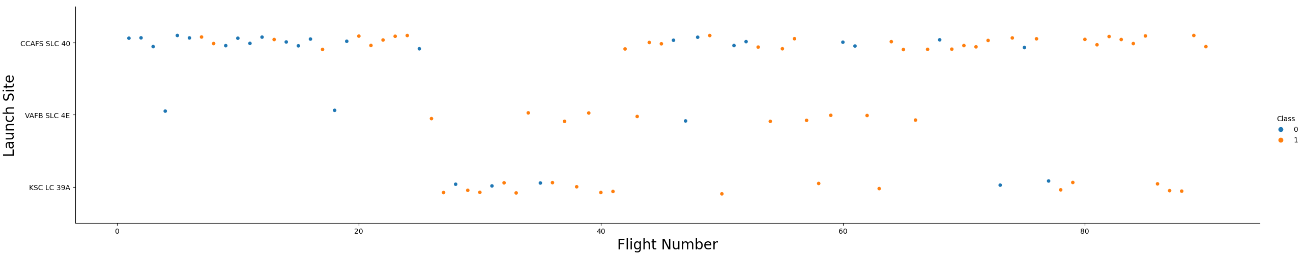 CCAFS SLC 40
VAFB SLC 4E
KSC LC 39A
Launch Site
0 20 40 60 80
Flight Number
Class
0
1